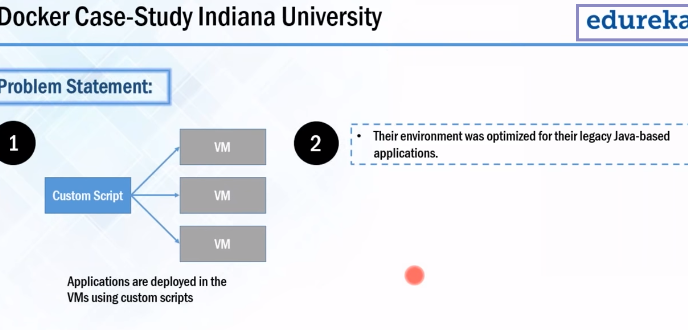 Docker Case-Study Indiana University
edureka
Problem Statement:
1
Custom Script
VM
VM
VM
Applications are deployed in the
VMs using custom scripts
2
• Their environment was optimized for their legacy Java-based
applications.